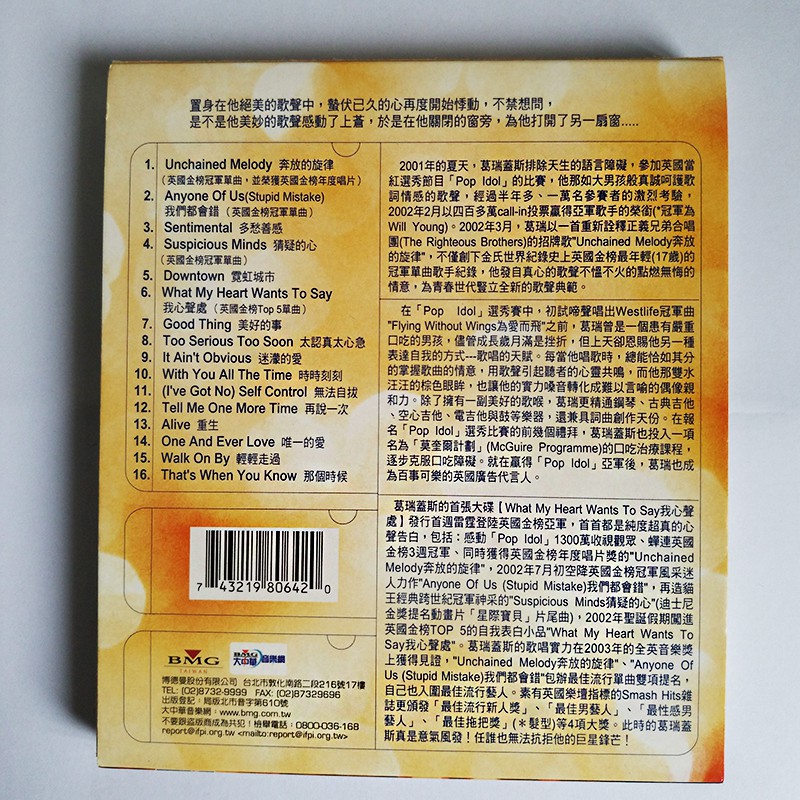 置身在他絕美的歌聲中，蟄伏已久的心再度開始悸動，不禁想問，
是不是他美妙的歌聲感動了上蒼，於是在他關閉的窗旁，為他打開了另一扇窗.....
1. Unchained Melody 奔放的旋律
（英國金榜冠軍單曲，並榮獲英國金榜年度唱片）
2. Anyone Of Us(Stupid Mistake)
我們都會錯（英國金榜冠軍單曲）
3. Sentimental 多愁善感
4. Suspicious Minds 猜疑的心
（英國金榜冠軍單曲）
5. Downtown 霓虹城市
6. What My Heart Wants To Say
我心聲處（英國金榜Top 5單曲）
7. Good Thing 美好的事
8. Too Serious Too Soon 太認真太心急
9. It Ain't Obvious 迷濛的愛
10. With You All The Time 時時刻刻
11. (I've Got No) Self Control 無法自拔
12. Tell Me One More Time 再說一次
13. Alive 重生
14. One And Ever Love 唯一的愛
15. Walk On By 輕輕走過
16. That's When You Know 那個時候
2001年的夏天，葛瑞蓋斯排除天生的語言障礙，參加英國當
紅選秀節目「Pop Idol」的比賽，他那如大男孩般真誠呵護歌
詞情感的歌聲，經過半年多、一萬名參賽者的激烈考驗，
2002年2月以四百多萬call-in投票贏得亞軍歌手的榮銜(*冠軍為
Will Young)。2002年3月，葛瑞以一首重新詮釋正義兄弟合唱
團(The Righteous Brothers)的招牌歌"Unchained Melody奔放
的旋律"，不僅創下金氏世界紀錄史上英國金榜最年輕(17歲)的
冠軍單曲歌手紀錄，他發自真心的歌聲不慍不火的點燃無悔的
情意，為青春世代豎立全新的歌聲典範。
在「Pop Idol」選秀賽中，初試啼聲唱出Westlife冠軍曲
"Flying Without Wings為愛而飛"之前，葛瑞曾是一個患有嚴重
口吃的男孩，儘管成長歲月滿是挫折，但上天卻恩賜他另一種
表達自我的方式---歌唱的天賦。每當他唱歌時，總能恰如其分
的掌握歌曲的情意，用歌聲引起聽者的心靈共鳴，而他那雙水
汪汪的棕色眼眸，也讓他的實力嗓音轉化成難以言喻的偶像親
和力。除了擁有一副美好的歌喉，葛瑞更精通鋼琴、古典吉他
、空心吉他、電吉他與鼓等樂器，還兼具詞曲創作天份。在報
名「Pop Idol」選秀比賽的前幾個禮拜，葛瑞蓋斯也投入一項
名為「莫奎爾計劃」(McGuire Programme)的口吃治療課程，
逐步克服口吃障礙。就在贏得「Pop Idol」亞軍後，葛瑞也成
為百事可樂的英國廣告代言人。
葛瑞蓋斯的首張大碟【What My Heart Wants To Say我心聲
處】發行首週雷霆登陸英國金榜亞軍，首首都是純度超真的心
聲告白，包括：感動「Pop Idol」1300萬收視觀眾、蟬連英國
金榜3週冠軍、同時獲得英國金榜年度唱片獎的"Unchained
Melody奔放的旋律"，2002年7月初空降英國金榜冠軍風采迷
人力作"Anyone Of Us (Stupid Mistake)我們都會錯"，再造貓
王經典跨世紀冠軍神采的"Suspicious Minds猜疑的心"(迪士尼
金獎提名動畫片「星際寶貝」片尾曲)，2002年聖誕假期闖進
英國金榜TOP 5的自我表白小品"What My Heart Wants To
Say我心聲處"。葛瑞蓋斯的歌唱實力在2003年的全英音樂獎
上獲得見證，"Unchained Melody奔放的旋律"、"Anyone Of
Us (Stupid Mistake)我們都會錯"包辦最佳流行單曲雙項提名，
自己也入圍最佳流行藝人。素有英國樂壇指標的Smash Hits雜
誌更頒發「最佳流行新人獎」、「最佳男藝人」、「最性感男
藝人」、「最佳拖把獎」(＊髮型)等4項大獎。此時的葛瑞蓋
斯真是意氣風發！任誰也無法抗拒他的巨星鋒芒！
7 43219 80642 0
BMG
TAIWAN
BMG
大中華音樂網
博德曼股份有限公司 台北市敦化南路二段216號17樓
TEL: (02)8732-9999 FAX: (02)87329696
出版登記：局版北市音字第610號
大中華音樂網：www.bmg.com.tw
不要跟盜版商成為共犯！檢舉電話：0800-036-168
report@ifpi.org.tw <mailto:report@ifpi.org.tw>